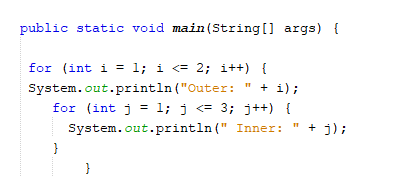 public static void main(String[] args) {
for (int i = 1; i <= 2; i++) {
System.out.println("Outer: " + i);
for (int j = 1; j <= 3; j++) {
System.out.println(" Inner: " + j);
}
}